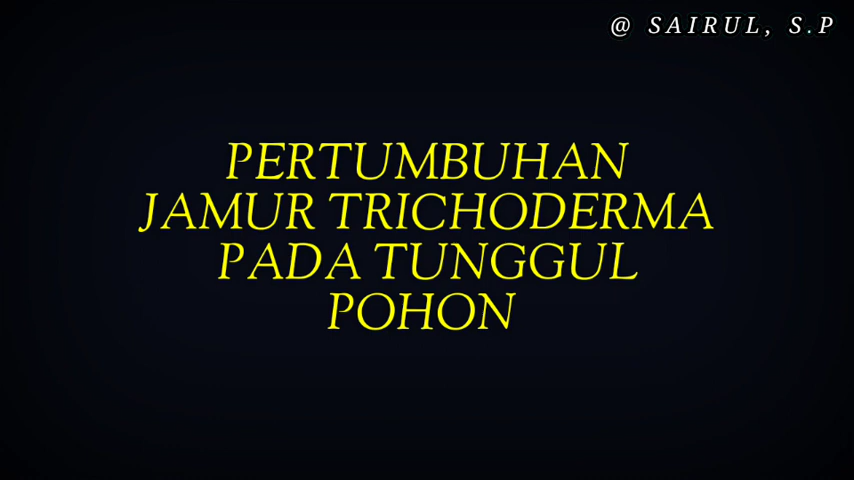 @ SAIRUL, S.P
PERTUMBUHAN
JAMUR TRICHODERMA
PADA TUNGGUL
POHON